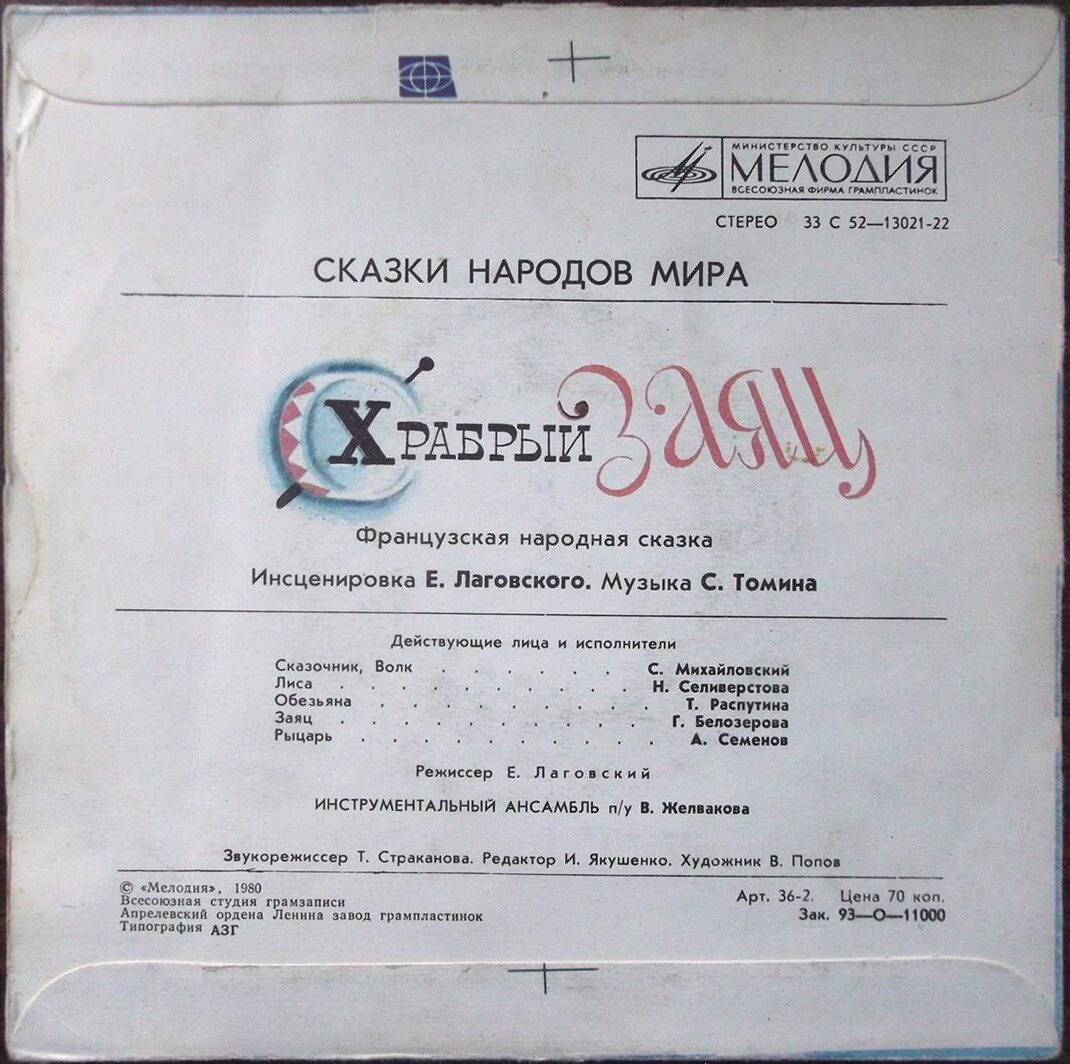 МИНИСТЕРСТВО КУЛЬТУРЫ СССР
МЕЛОДИЯ
ВСЕСОЮЗНАЯ ФИРМА ГРАМПЛАСТИНОК
СТЕРЕО 33 С 52—13021-22
СКАЗКИ НАРОДОВ МИРА
ХРАБРЫЙ ЗАЯЦ
Французская народная сказка
Инсценировка Е. Лаговского. Музыка С. Томина
Действующие лица и исполнители
Сказочник, Волк . . . . . . С. Михайловский
Лиса . . . . . . . . . . Н. Селиверстова
Обезьяна . . . . . . . . . Т. Распутина
Заяц . . . . . . . . . . Г. Белозерова
Рыцарь . . . . . . . . . . А. Семенов
Режиссер Е. Лаговский
ИНСТРУМЕНТАЛЬНЫЙ АНСАМБЛЬ п/у В. Желвакова
Звукорежиссер Т. Страканова. Редактор И. Якушенко. Художник В. Попов
© «Мелодия», 1980
Всесоюзная студия грамзаписи
Апрелевский ордена Ленина завод грампластинок
Типография АЗГ
Арт. 36-2. Цена 70 коп.
Зак. 93—О—11000